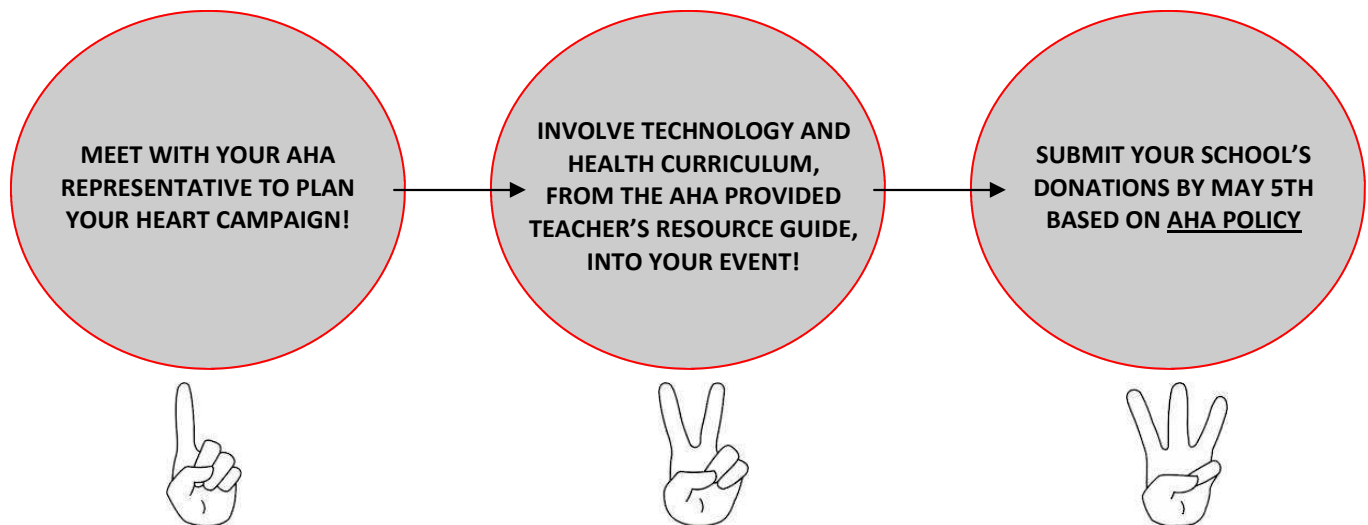 MEET WITH YOUR AHA
REPRESENTATIVE TO PLAN
YOUR HEART CAMPAIGN!
INVOLVE TECHNOLOGY AND
HEALTH CURRICULUM,
FROM THE AHA PROVIDED
TEACHER’S RESOURCE GUIDE,
INTO YOUR EVENT!
SUBMIT YOUR SCHOOL’S
DONATIONS BY MAY 5TH
BASED ON AHA POLICY